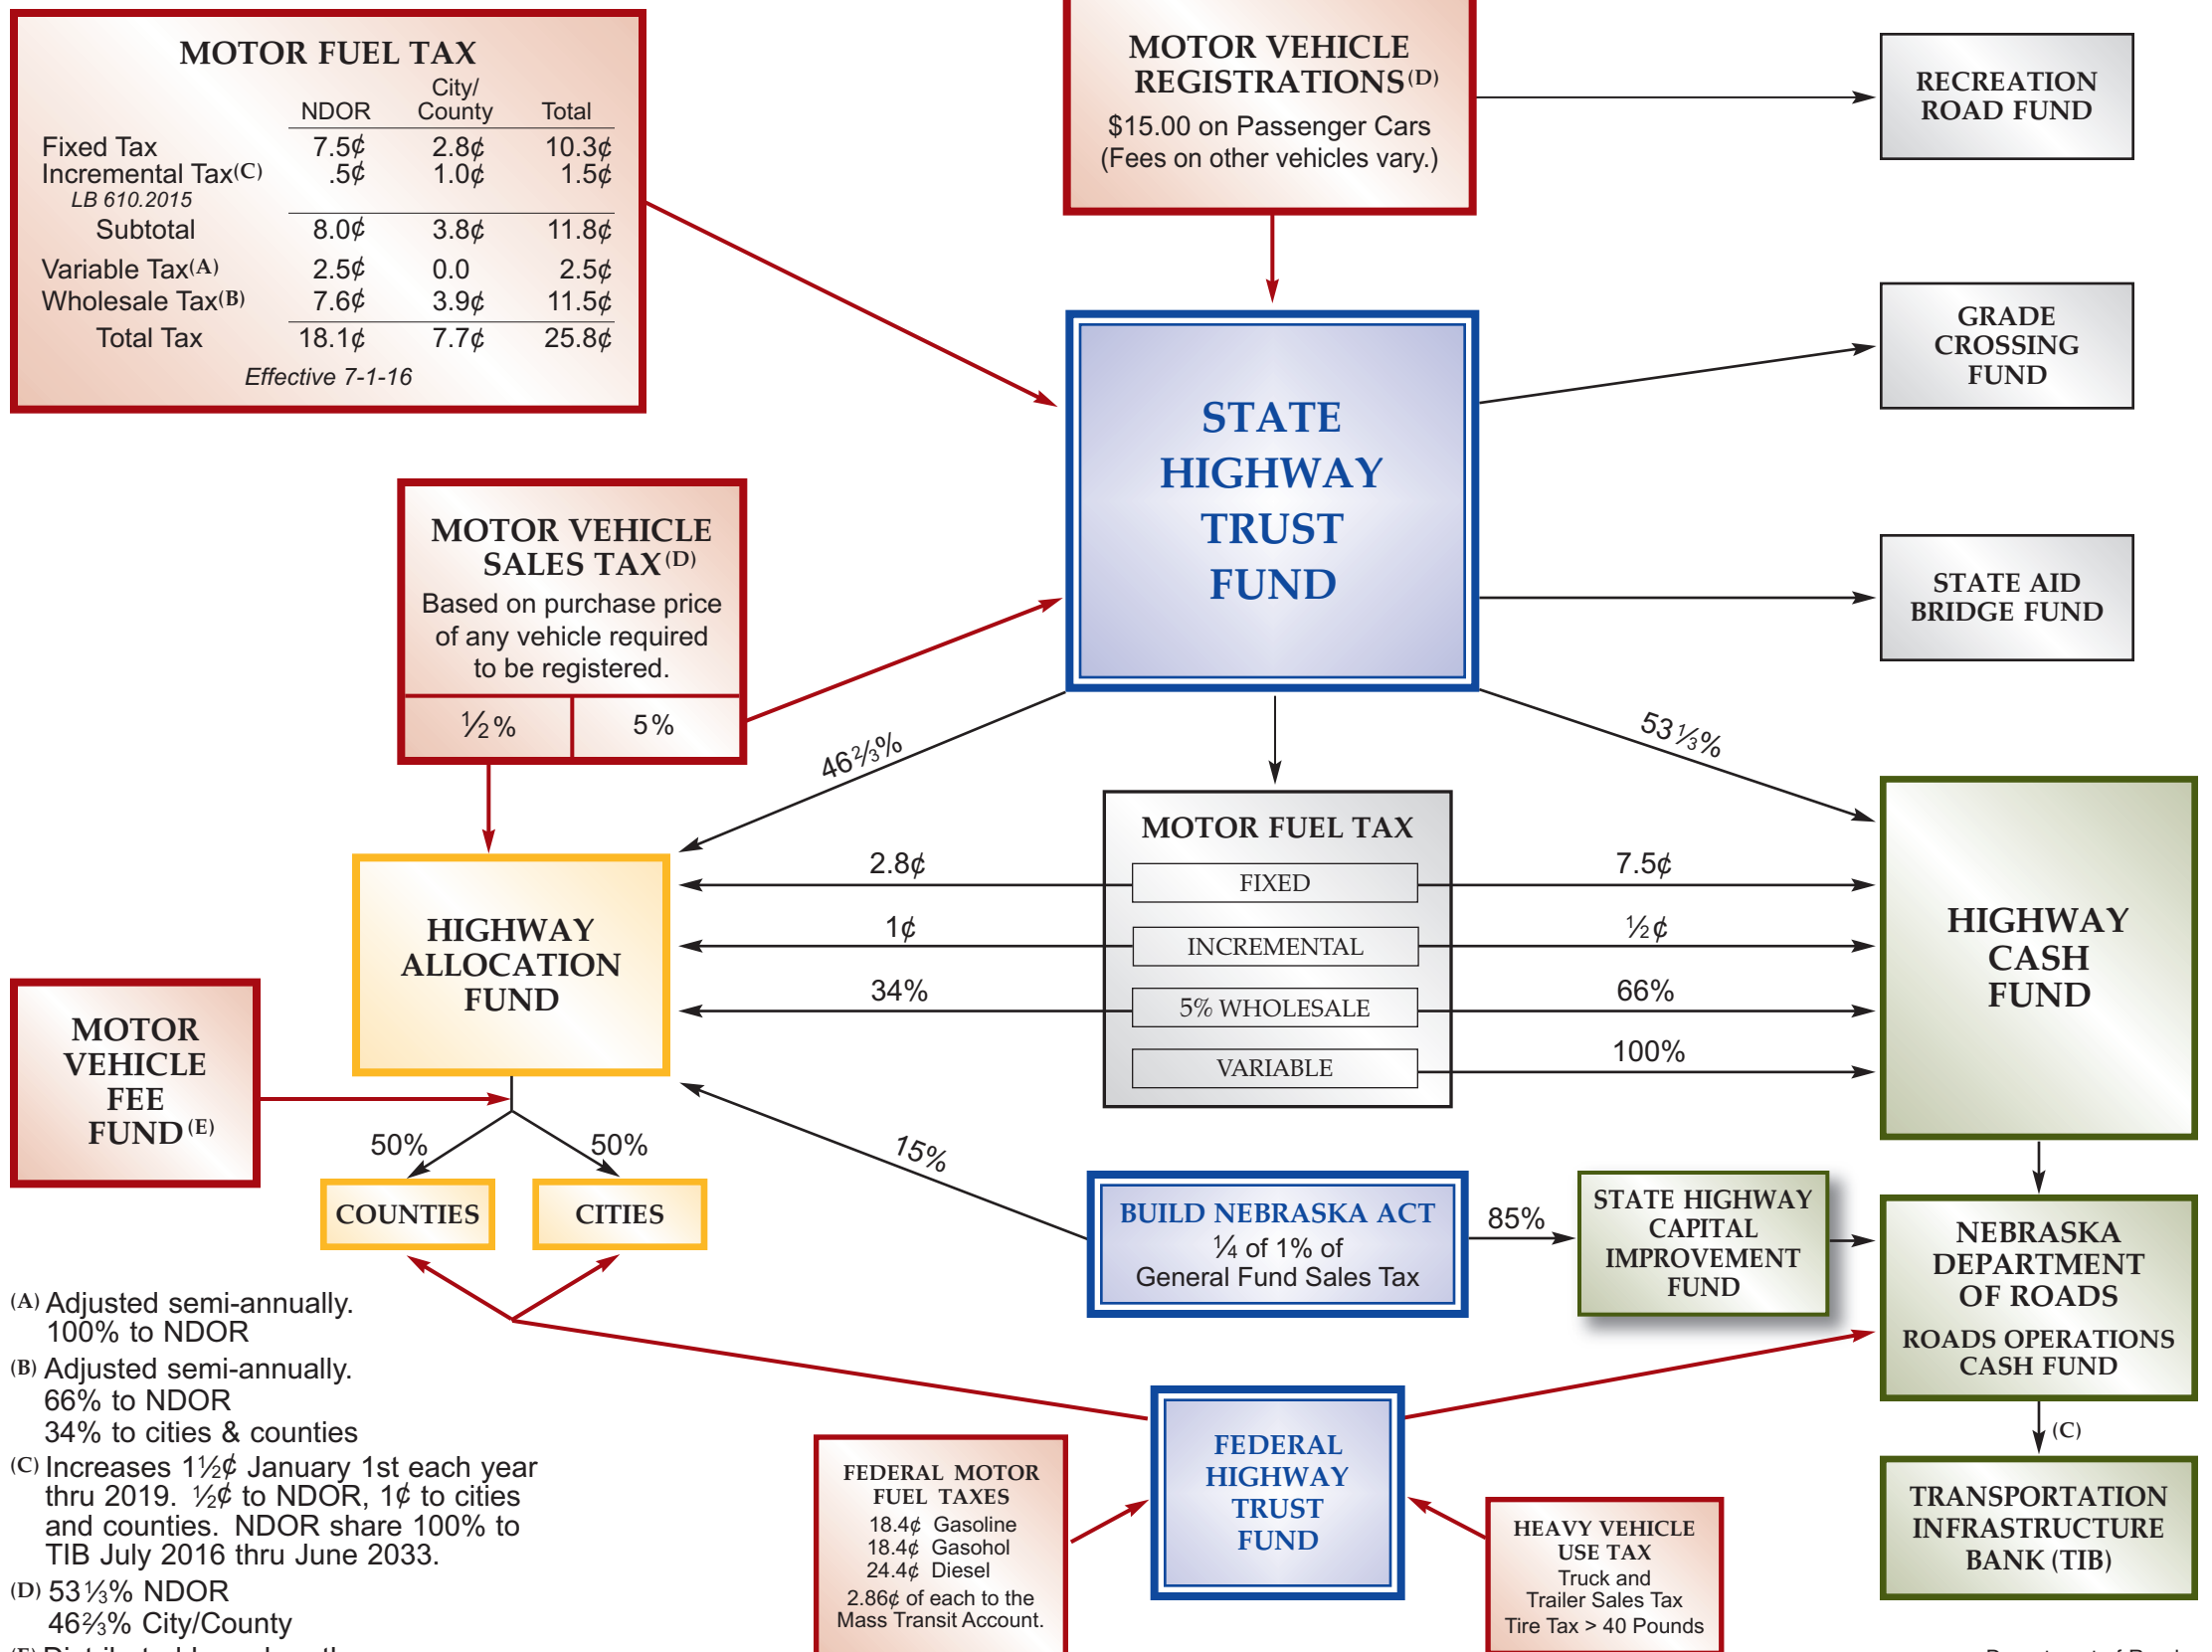 MOTOR FUEL TAX
City/
NDOR County Total
Fixed Tax 7.5¢ 2.8¢ 10.3¢
Incremental Tax(C) .5¢ 1.0¢ 1.5¢
LB 610.2015
Subtotal 8.0¢ 3.8¢ 11.8¢
Variable Tax(A) 2.5¢ 0.0 2.5¢
Wholesale Tax(B) 7.6¢ 3.9¢ 11.5¢
Total Tax 18.1¢ 7.7¢ 25.8¢
Effective 7-1-16
MOTOR VEHICLE
REGISTRATIONS(D)
$15.00 on Passenger Cars
(Fees on other vehicles vary.)
RECREATION
ROAD FUND
GRADE
CROSSING
FUND
STATE
HIGHWAY
TRUST
FUND
STATE AID
BRIDGE FUND
MOTOR VEHICLE
SALES TAX(D)
Based on purchase price
of any vehicle required
to be registered.
½% 5%
46⅔%
53⅓%
MOTOR FUEL TAX
2.8¢ FIXED 7.5¢
1¢ INCREMENTAL ½¢
34% 5% WHOLESALE 66%
VARIABLE 100%
HIGHWAY
ALLOCATION
FUND
HIGHWAY
CASH
FUND
MOTOR
VEHICLE
FEE
FUND(E)
50% 50%
COUNTIES CITIES
15%
BUILD NEBRASKA ACT
¼ of 1% of
General Fund Sales Tax
85%
STATE HIGHWAY
CAPITAL
IMPROVEMENT
FUND
NEBRASKA
DEPARTMENT
OF ROADS
ROADS OPERATIONS
CASH FUND
(C)
TRANSPORTATION
INFRASTRUCTURE
BANK (TIB)
FEDERAL
HIGHWAY
TRUST
FUND
FEDERAL MOTOR
FUEL TAXES
18.4¢ Gasoline
18.4¢ Gasohol
24.4¢ Diesel
2.86¢ of each to the
Mass Transit Account.
HEAVY VEHICLE
USE TAX
Truck and
Trailer Sales Tax
Tire Tax > 40 Pounds
(A) Adjusted semi-annually.
100% to NDOR
(B) Adjusted semi-annually.
66% to NDOR
34% to cities & counties
(C) Increases 1½¢ January 1st each year
thru 2019. ½¢ to NDOR, 1¢ to cities
and counties. NDOR share 100% to
TIB July 2016 thru June 2033.
(D) 53⅓% NDOR
46⅔% City/County